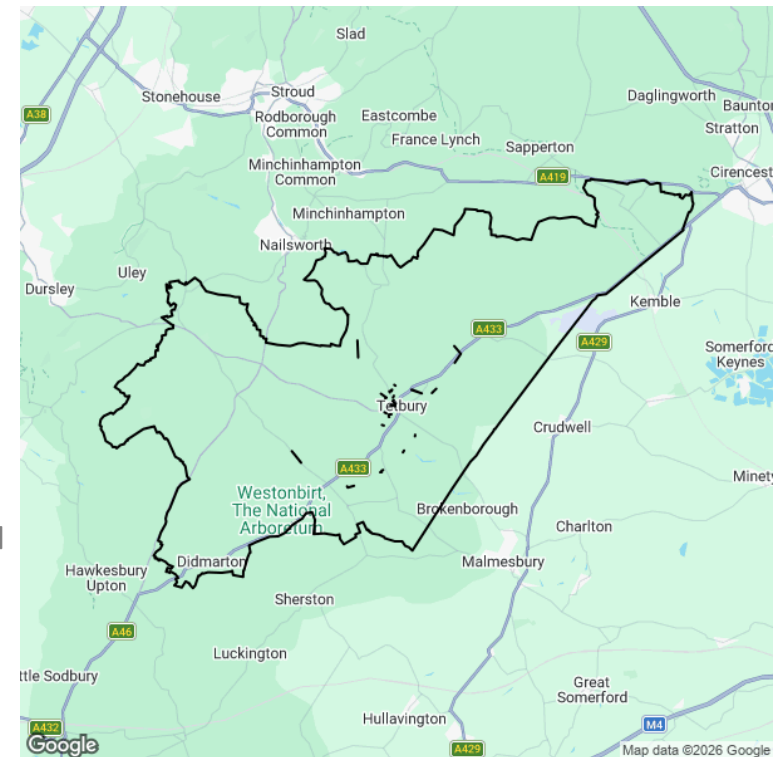 Slad
Stonehouse
Stroud
Daglingworth
Baunton
A38
Rodborough
Common
Eastcombe
Stratton
France Lynch
Sapperton
Minchinhampton
Common
A419
Cirencest
Minchinhampton
Nailsworth
Uley
Dursley
Kemble
A433
A429
Somerford
Keynes
Tetbury
Crudwell
A433
Minety
Westonbirt,
The National
Arboretum
Brokenborough
Charlton
Didmarton
Malmesbury
Hawkesbury
Upton
Sherston
A46
Luckington
ttle Sodbury
Great
Somerford
Hullavington
M4
A432
Google
A429
Map data ©2026 Google